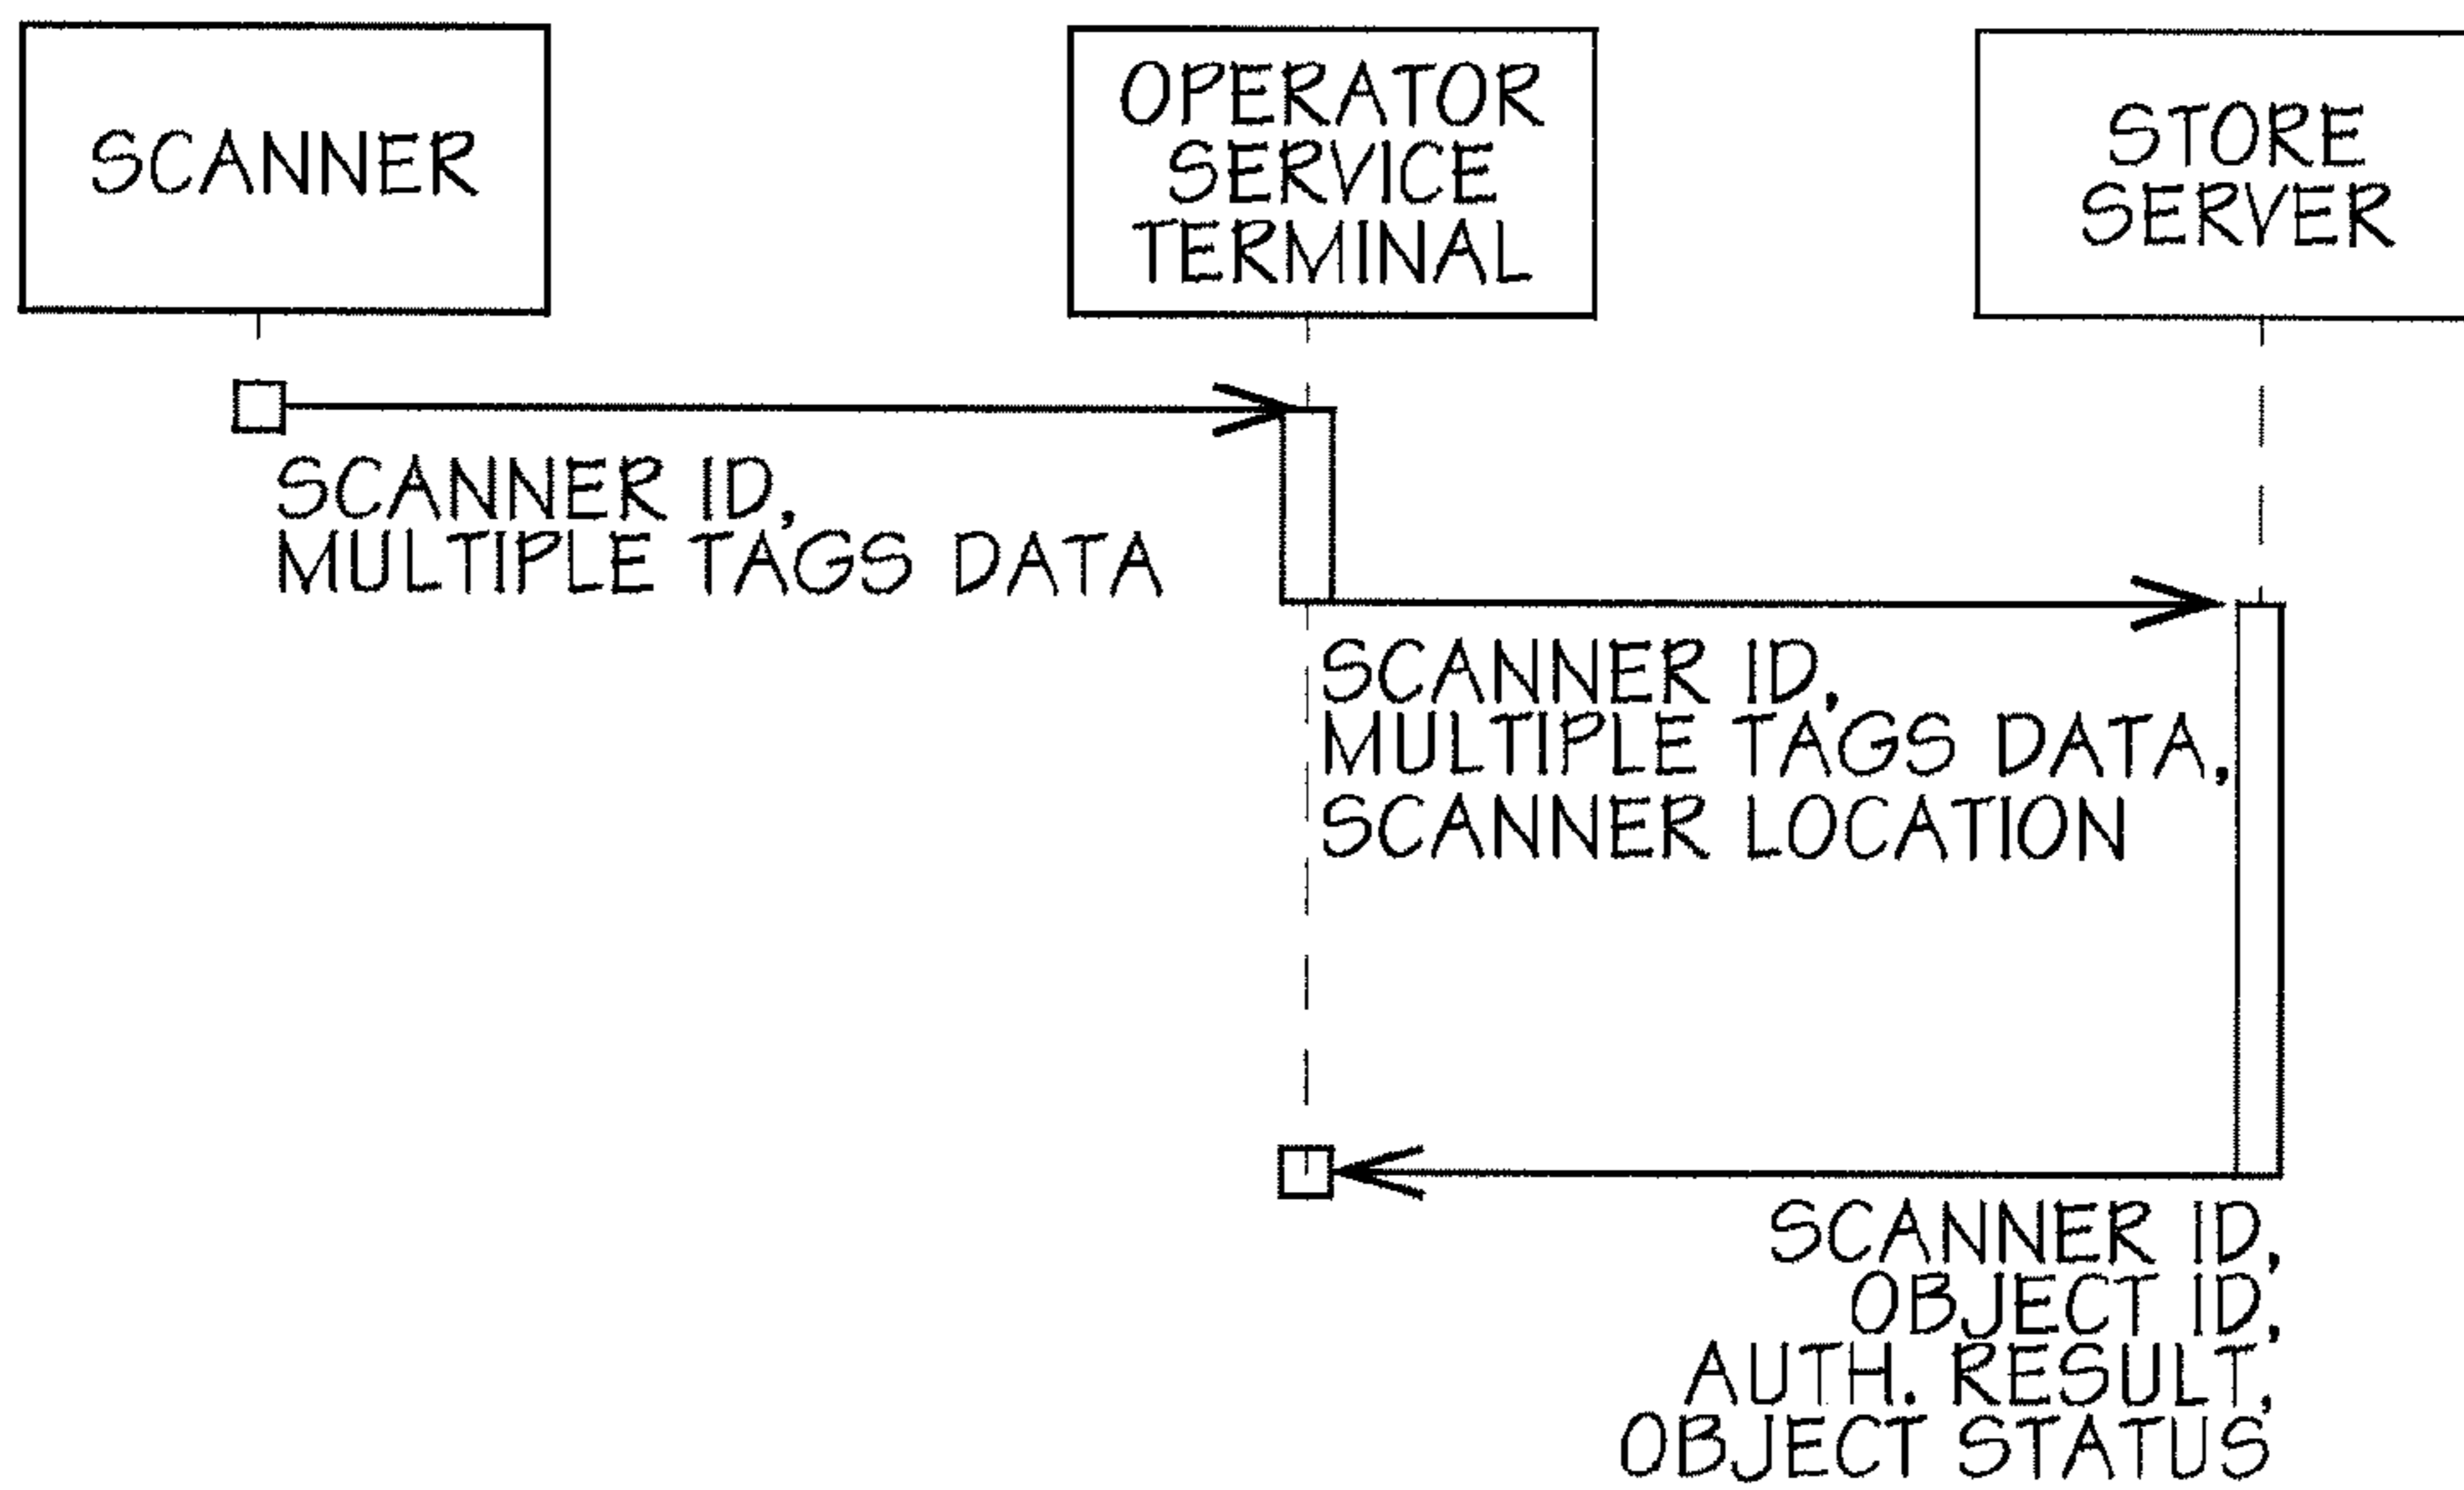 SCANNER
OPERATOR
SERVICE
TERMINAL
STORE
SERVER
SCANNER ID,
MULTIPLE TAGS DATA
SCANNER ID,
MULTIPLE TAGS DATA,
SCANNER LOCATION
SCANNER ID,
OBJECT ID,
AUTH. RESULT,
OBJECT STATUS